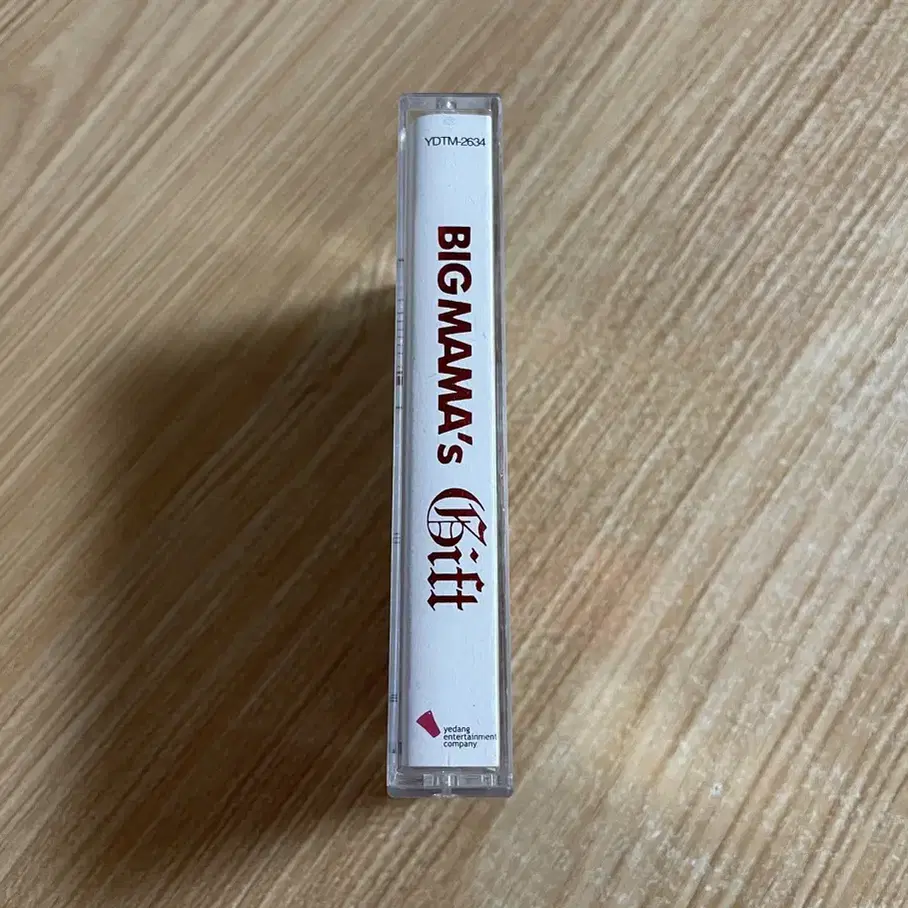 YDTM-2634
BIGMAMA's Gift
yedang
entertainment
company